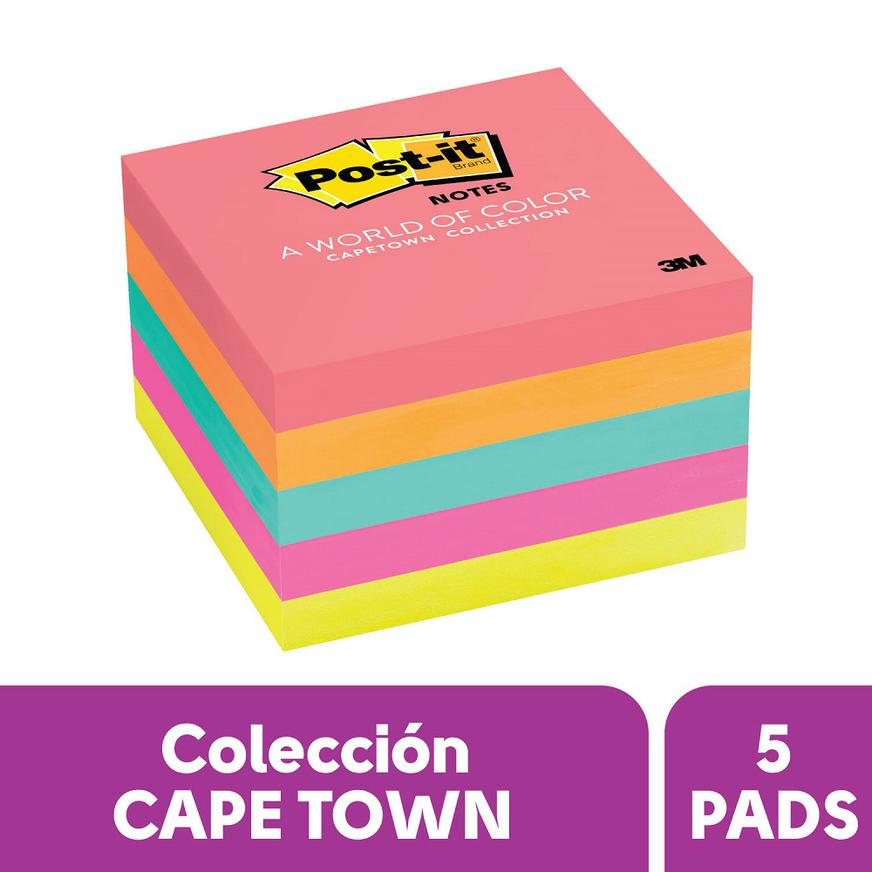 Post-it®
Brand
NOTES
A WORLD OF COLOR
CAPETOWN COLLECTION
3M
Colección
CAPE TOWN
5
PADS